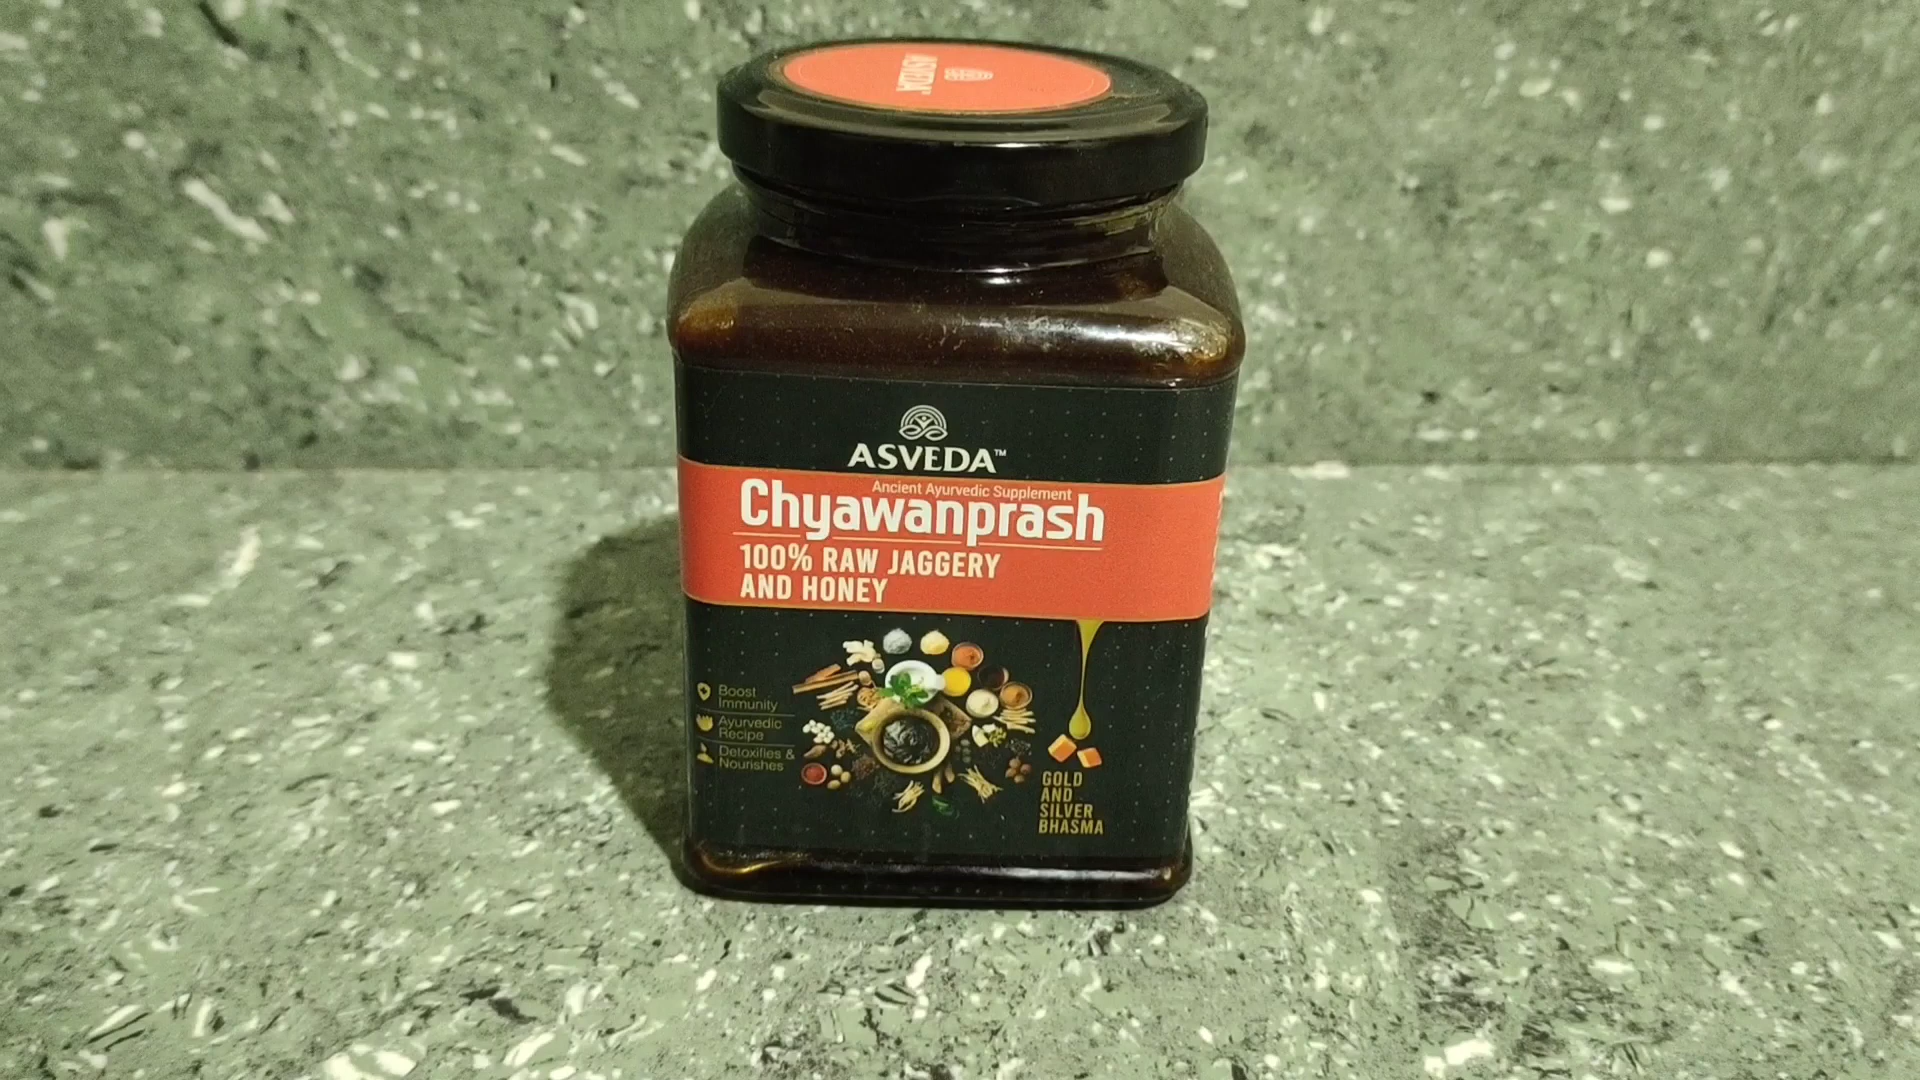 ASVEDA
ASVEDA™
Ancient Ayurvedic Supplement
Chyawanprash
100% RAW JAGGERY
AND HONEY
Boost
Immunity
Ayurvedic
Recipe
Detoxifies &
Nourishes
GOLD
AND
SILVER
BHASMA